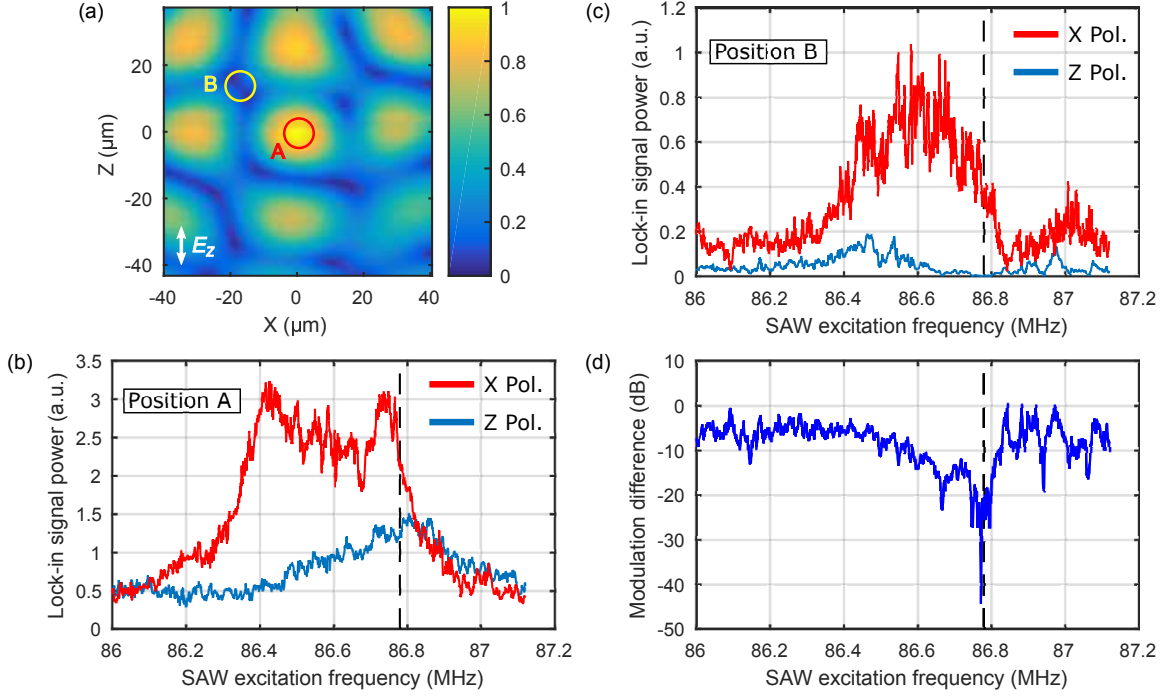 (a)
B
A
E_z
Z (µm)
20
0
-20
-40
-40
-20
0
20
40
X (µm)
1
0.8
0.6
0.4
0.2
0
(c)
Position B
X Pol.
Z Pol.
Lock-in signal power (a.u.)
1.2
1
0.8
0.6
0.4
0.2
0
86
86.2
86.4
86.6
86.8
87
87.2
SAW excitation frequency (MHz)
(b)
Position A
X Pol.
Z Pol.
Lock-in signal power (a.u.)
3.5
3
2.5
2
1.5
1
0.5
0
86
86.2
86.4
86.6
86.8
87
87.2
SAW excitation frequency (MHz)
(d)
Modulation difference (dB)
10
0
-10
-20
-30
-40
-50
86
86.2
86.4
86.6
86.8
87
87.2
SAW excitation frequency (MHz)